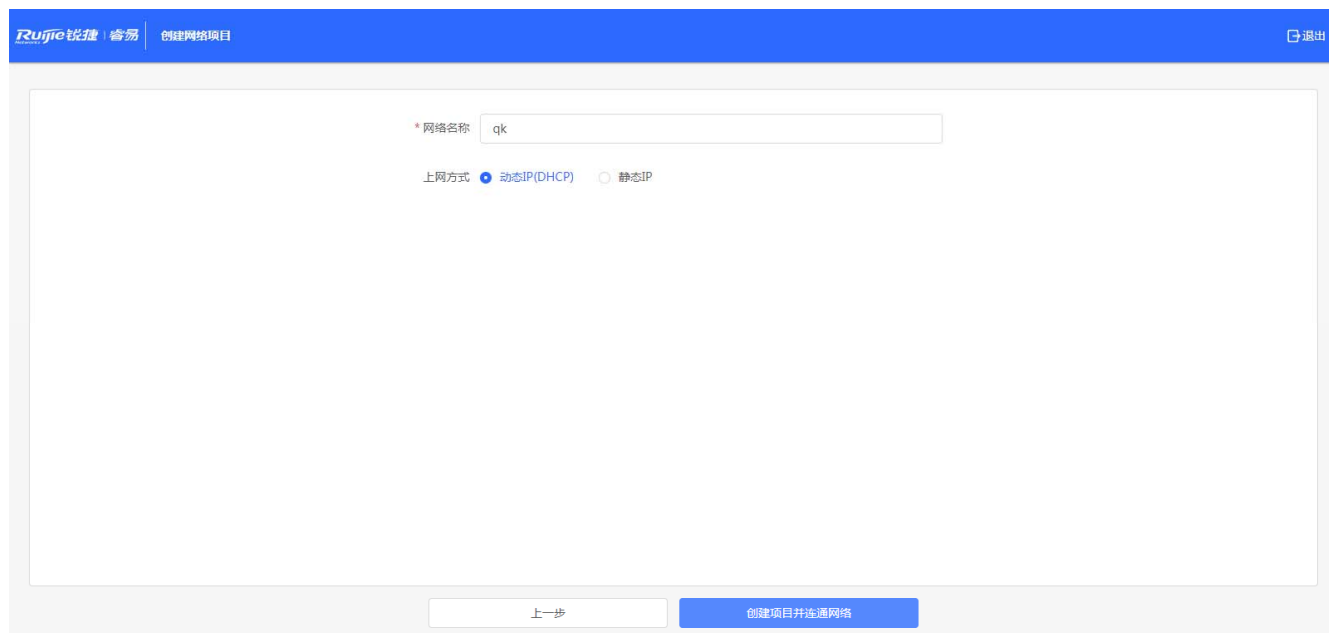 Ruijie锐捷 | 睿易 创建网络项目 退出
Networks
* 网络名称 qk
上网方式 动态IP(DHCP) 静态IP
上一步 创建项目并连通网络